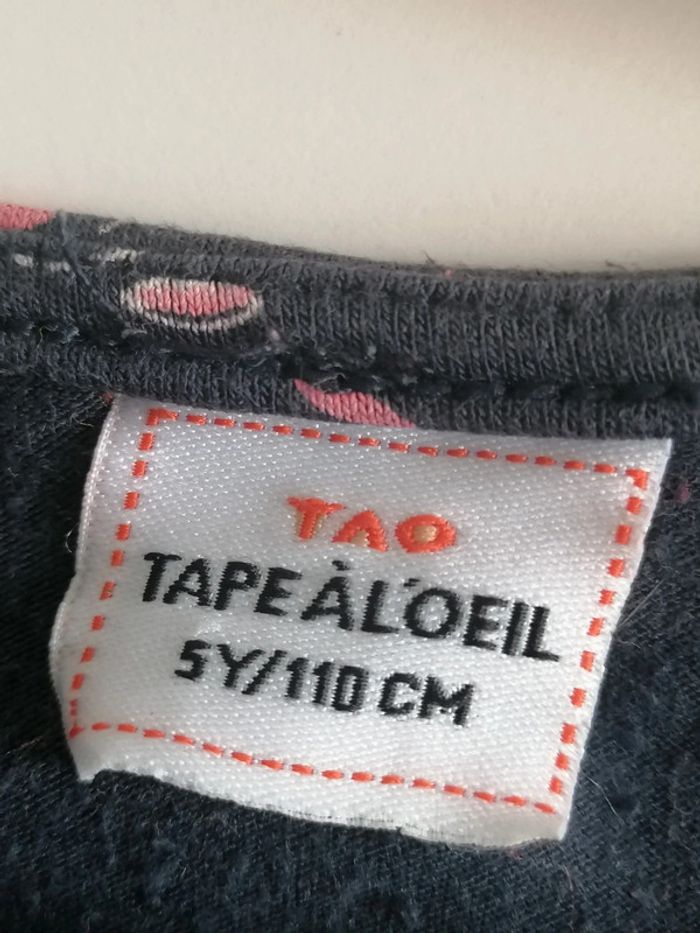 TAO
TAPE À L'OEIL
5Y/110 CM